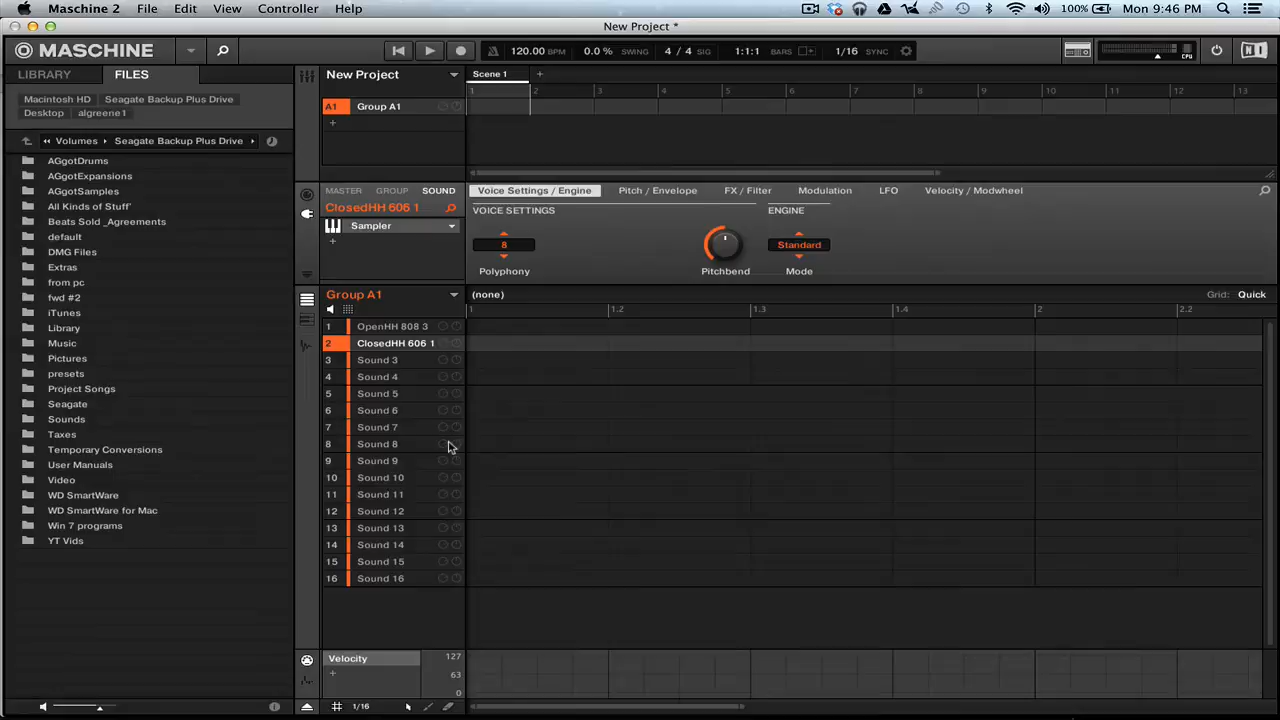 Maschine 2 File Edit View Controller Help 100% Mon 9:46 PM
New Project *
MASCHINE 120.00 BPM 0.0 % SWING 4 / 4 SIG 1:1:1 BARS 1/16 SYNC CPU
LIBRARY FILES
Macintosh HD Seagate Backup Plus Drive
Desktop algreene1
Volumes Seagate Backup Plus Drive
AGgotDrums
AGgotExpansions
AGgotSamples
All Kinds of Stuff'
Beats Sold _Agreements
default
DMG Files
Extras
from pc
fwd #2
iTunes
Library
Music
Pictures
presets
Project Songs
Seagate
Sounds
Taxes
Temporary Conversions
User Manuals
Video
WD SmartWare
WD SmartWare for Mac
Win 7 programs
YT Vids
New Project Scene 1 +
1 2 3 4 5 6 7 8 9 10 11 12 13
A1 Group A1
+
MASTER GROUP SOUND Voice Settings / Engine Pitch / Envelope FX / Filter Modulation LFO Velocity / Modwheel
ClosedHH 606 1 VOICE SETTINGS ENGINE
Sampler
+
8 Standard
Polyphony Pitchbend Mode
Group A1 (none) Grid: Quick
1 1.2 1.3 1.4 2 2.2
1 OpenHH 808 3
2 ClosedHH 606 1
3 Sound 3
4 Sound 4
5 Sound 5
6 Sound 6
7 Sound 7
8 Sound 8
9 Sound 9
10 Sound 10
11 Sound 11
12 Sound 12
13 Sound 13
14 Sound 14
15 Sound 15
16 Sound 16
Velocity 127
+ 63
0
1/16